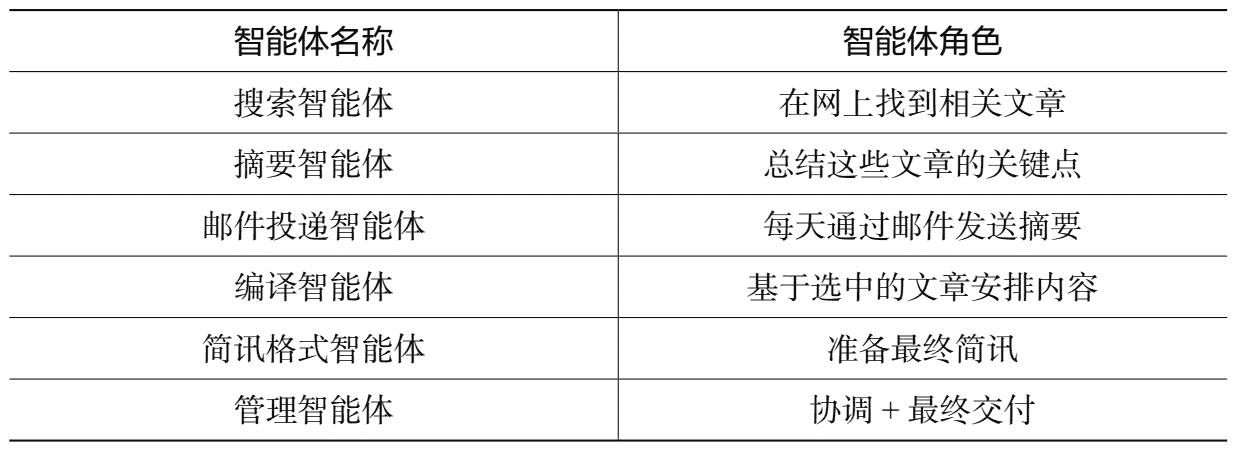 智能体名称 智能体角色
搜索智能体 在网上找到相关文章
摘要智能体 总结这些文章的关键点
邮件投递智能体 每天通过邮件发送摘要
编译智能体 基于选中的文章安排内容
简讯格式智能体 准备最终简讯
管理智能体 协调 + 最终交付